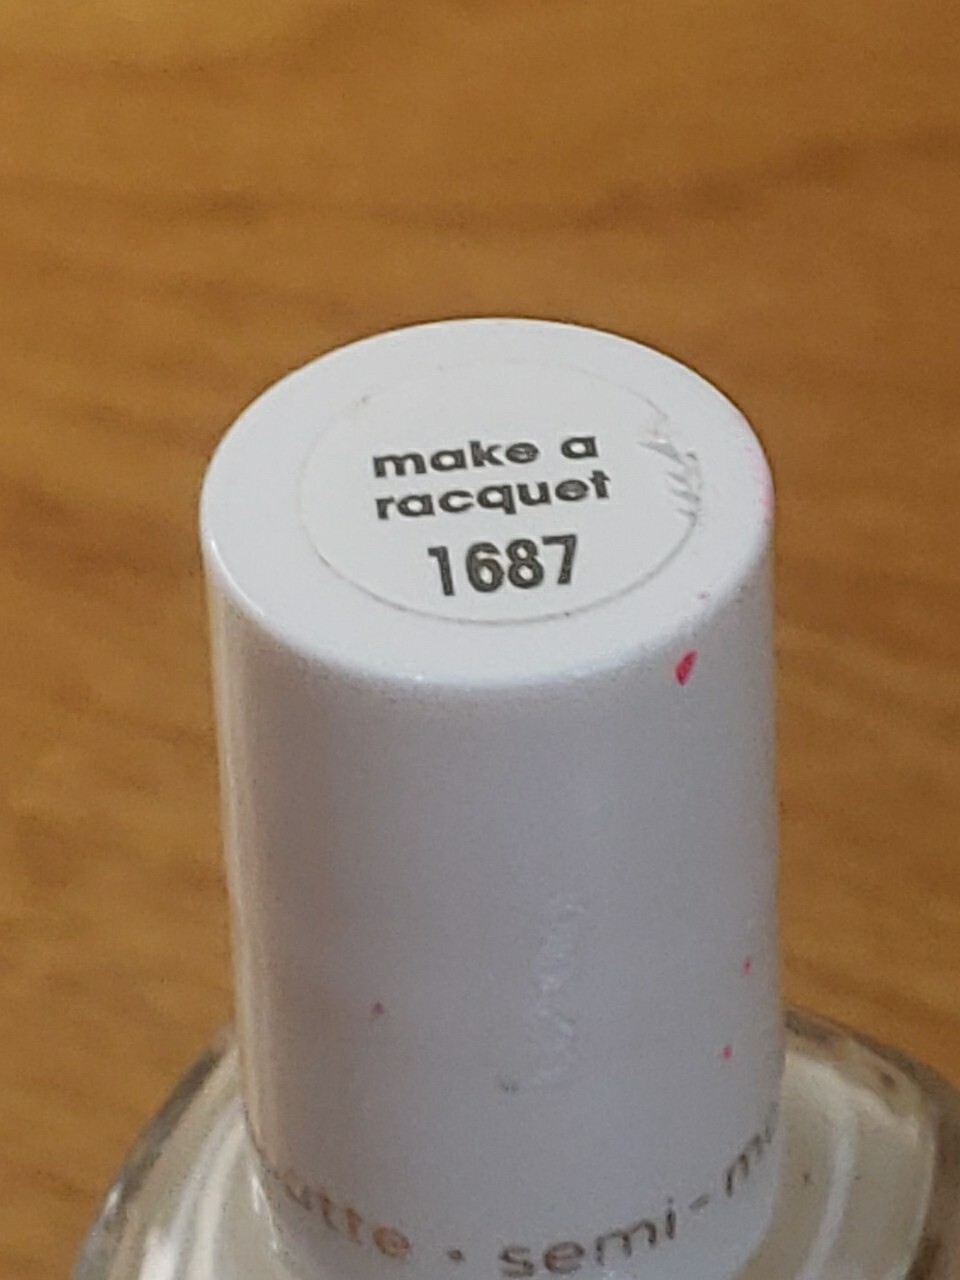 make a
racquet
1687
semi-m